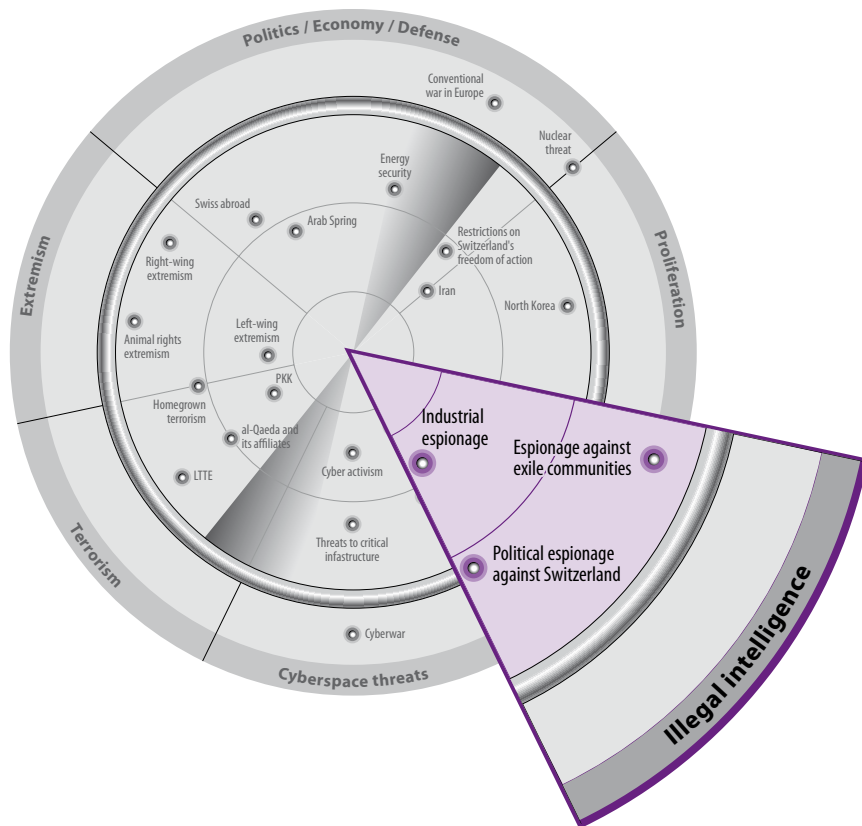 Politics / Economy / Defense
Conventional
war in Europe
Nuclear
threat
Energy
security
Swiss abroad
Arab Spring
Restrictions on
Switzerland's
freedom of action
Right-wing
extremism
Extremism
Proliferation
Iran
North Korea
Animal rights
extremism
Left-wing
extremism
PKK
Homegrown
terrorism
al-Qaeda and
its affiliates
LTTE
Terrorism
Cyber activism
Threats to critical
infastructure
Cyberwar
Cyberspace threats
Industrial
espionage
Espionage against
exile communities
Political espionage
against Switzerland
Illegal intelligence